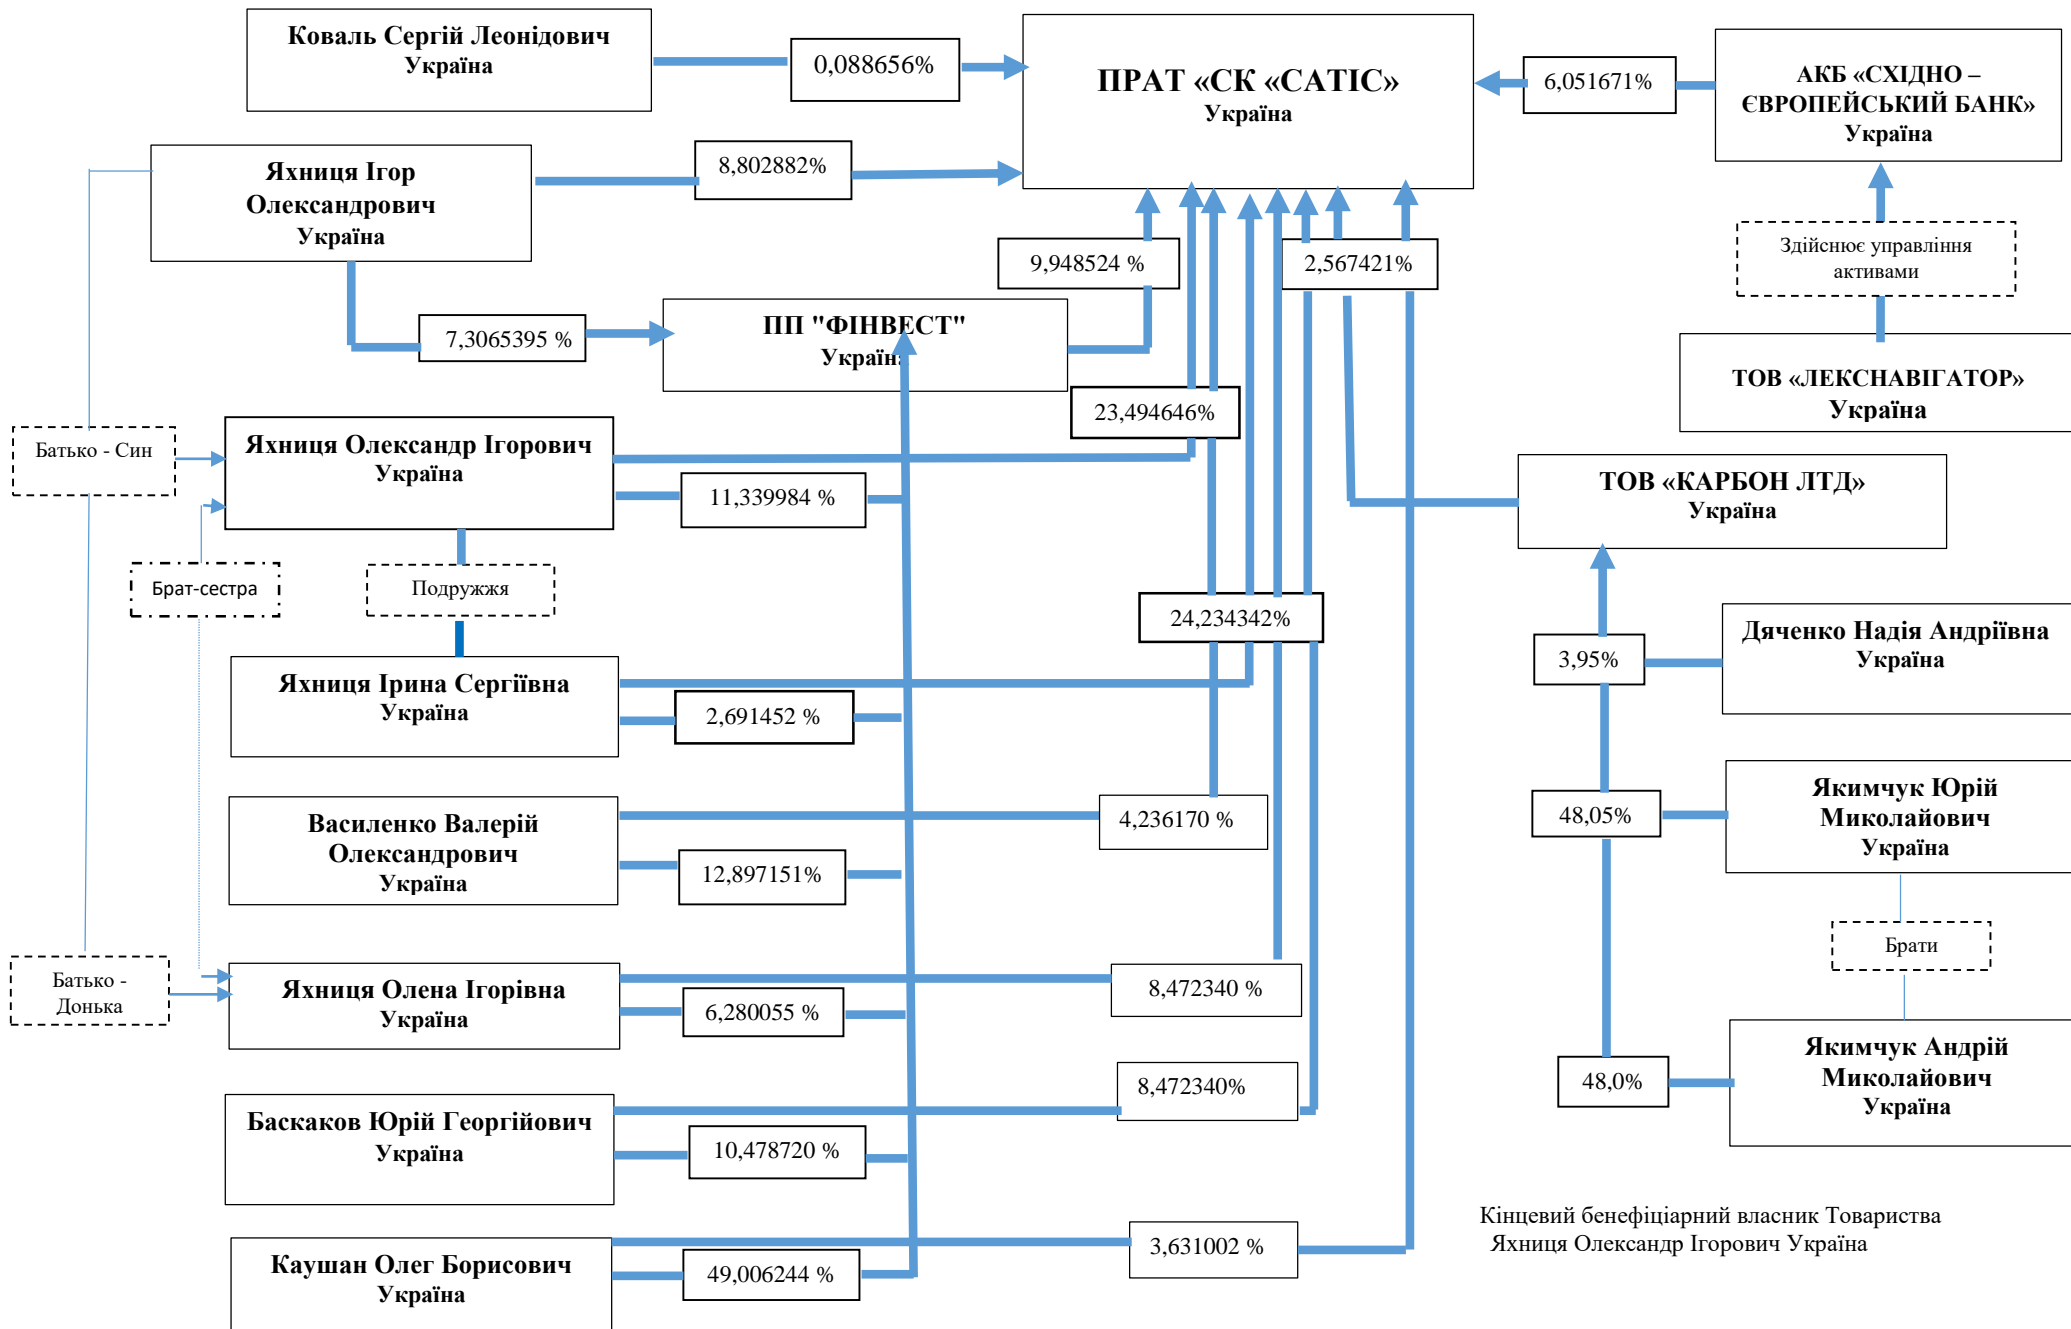 Коваль Сергій Леонідович
Україна
0,088656%
ПРАТ «СК «САТІС»
Україна
6,051671%
АКБ «СХІДНО –
ЄВРОПЕЙСЬКИЙ БАНК»
Україна
Яхниця Ігор
Олександрович
Україна
8,802882%
9,948524 %
2,567421%
Здійснює управління
активами
7,3065395 %
ПП "ФІНВЕСТ"
Україна
ТОВ «ЛЕКСНАВІГАТОР»
Україна
23,494646%
Батько - Син
Яхниця Олександр Ігорович
Україна
11,339984 %
ТОВ «КАРБОН ЛТД»
Україна
Брат-сестра
Подружжя
24,234342%
Дяченко Надія Андріївна
Україна
3,95%
Яхниця Ірина Сергіївна
Україна
2,691452 %
Василенко Валерій
Олександрович
Україна
4,236170 %
12,897151%
48,05%
Якимчук Юрій
Миколайович
Україна
Брати
Батько -
Донька
Яхниця Олена Ігорівна
Україна
8,472340 %
6,280055 %
Якимчук Андрій
Миколайович
Україна
48,0%
Баскаков Юрій Георгійович
Україна
8,472340%
10,478720 %
Каушан Олег Борисович
Україна
3,631002 %
49,006244 %
Кінцевий бенефіціарний власник Товариства
Яхниця Олександр Ігорович Україна